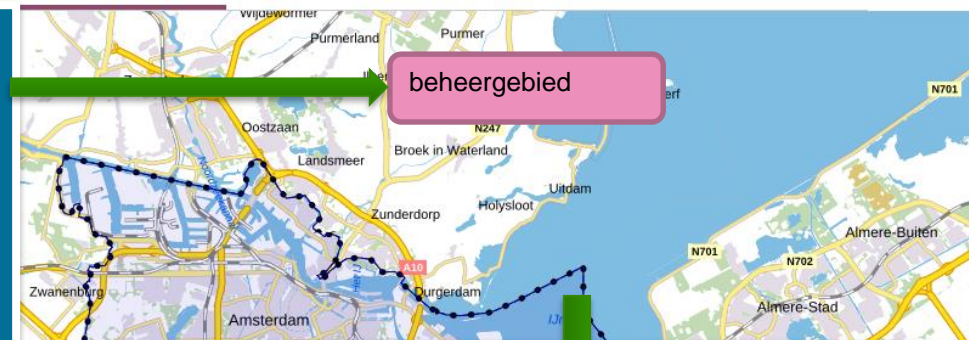 Wijdewormer
Purmerland
Purmer
beheergebied
N701
Oostzaan
N247
Landsmeer
Broek in Waterland
Uitdam
Holysloot
Zunderdorp
Almere-Buiten
N701
N702
A10
Het IJ
Zwanenburg
Durgerdam
Almere-Stad
Amsterdam